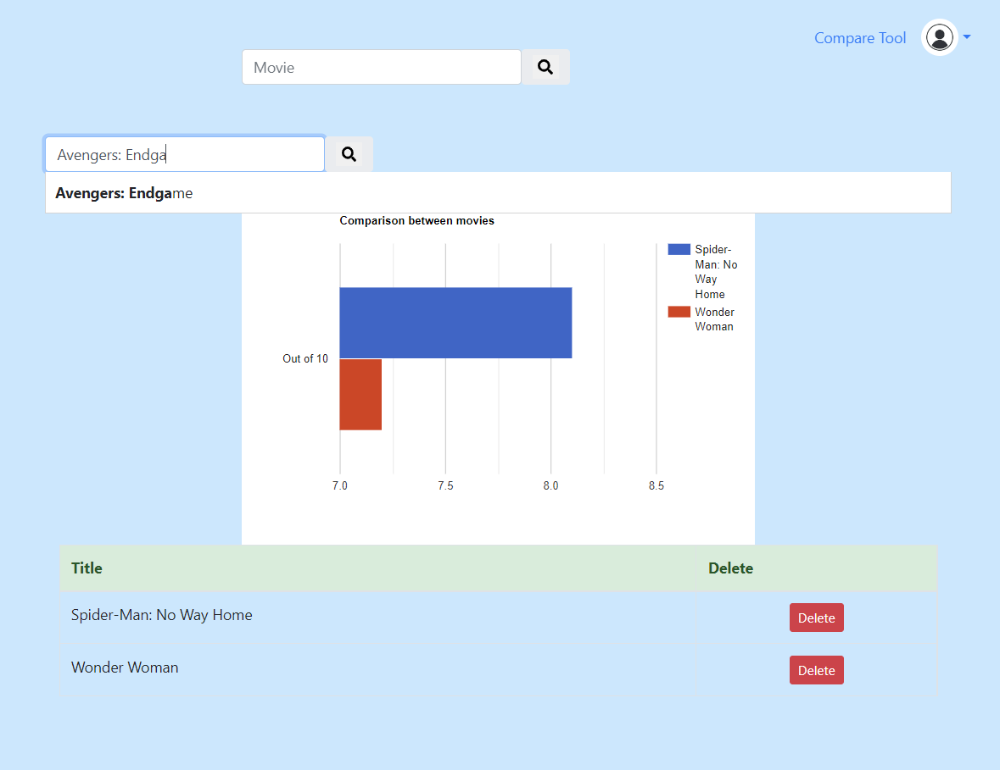 Compare Tool
Movie
Avengers: Endga
Avengers: Endgame
Comparison between movies
Spider-
Man: No
Way
Home
Wonder
Woman
Out of 10
7.0 7.5 8.0 8.5
Title Delete
Spider-Man: No Way Home Delete
Wonder Woman Delete